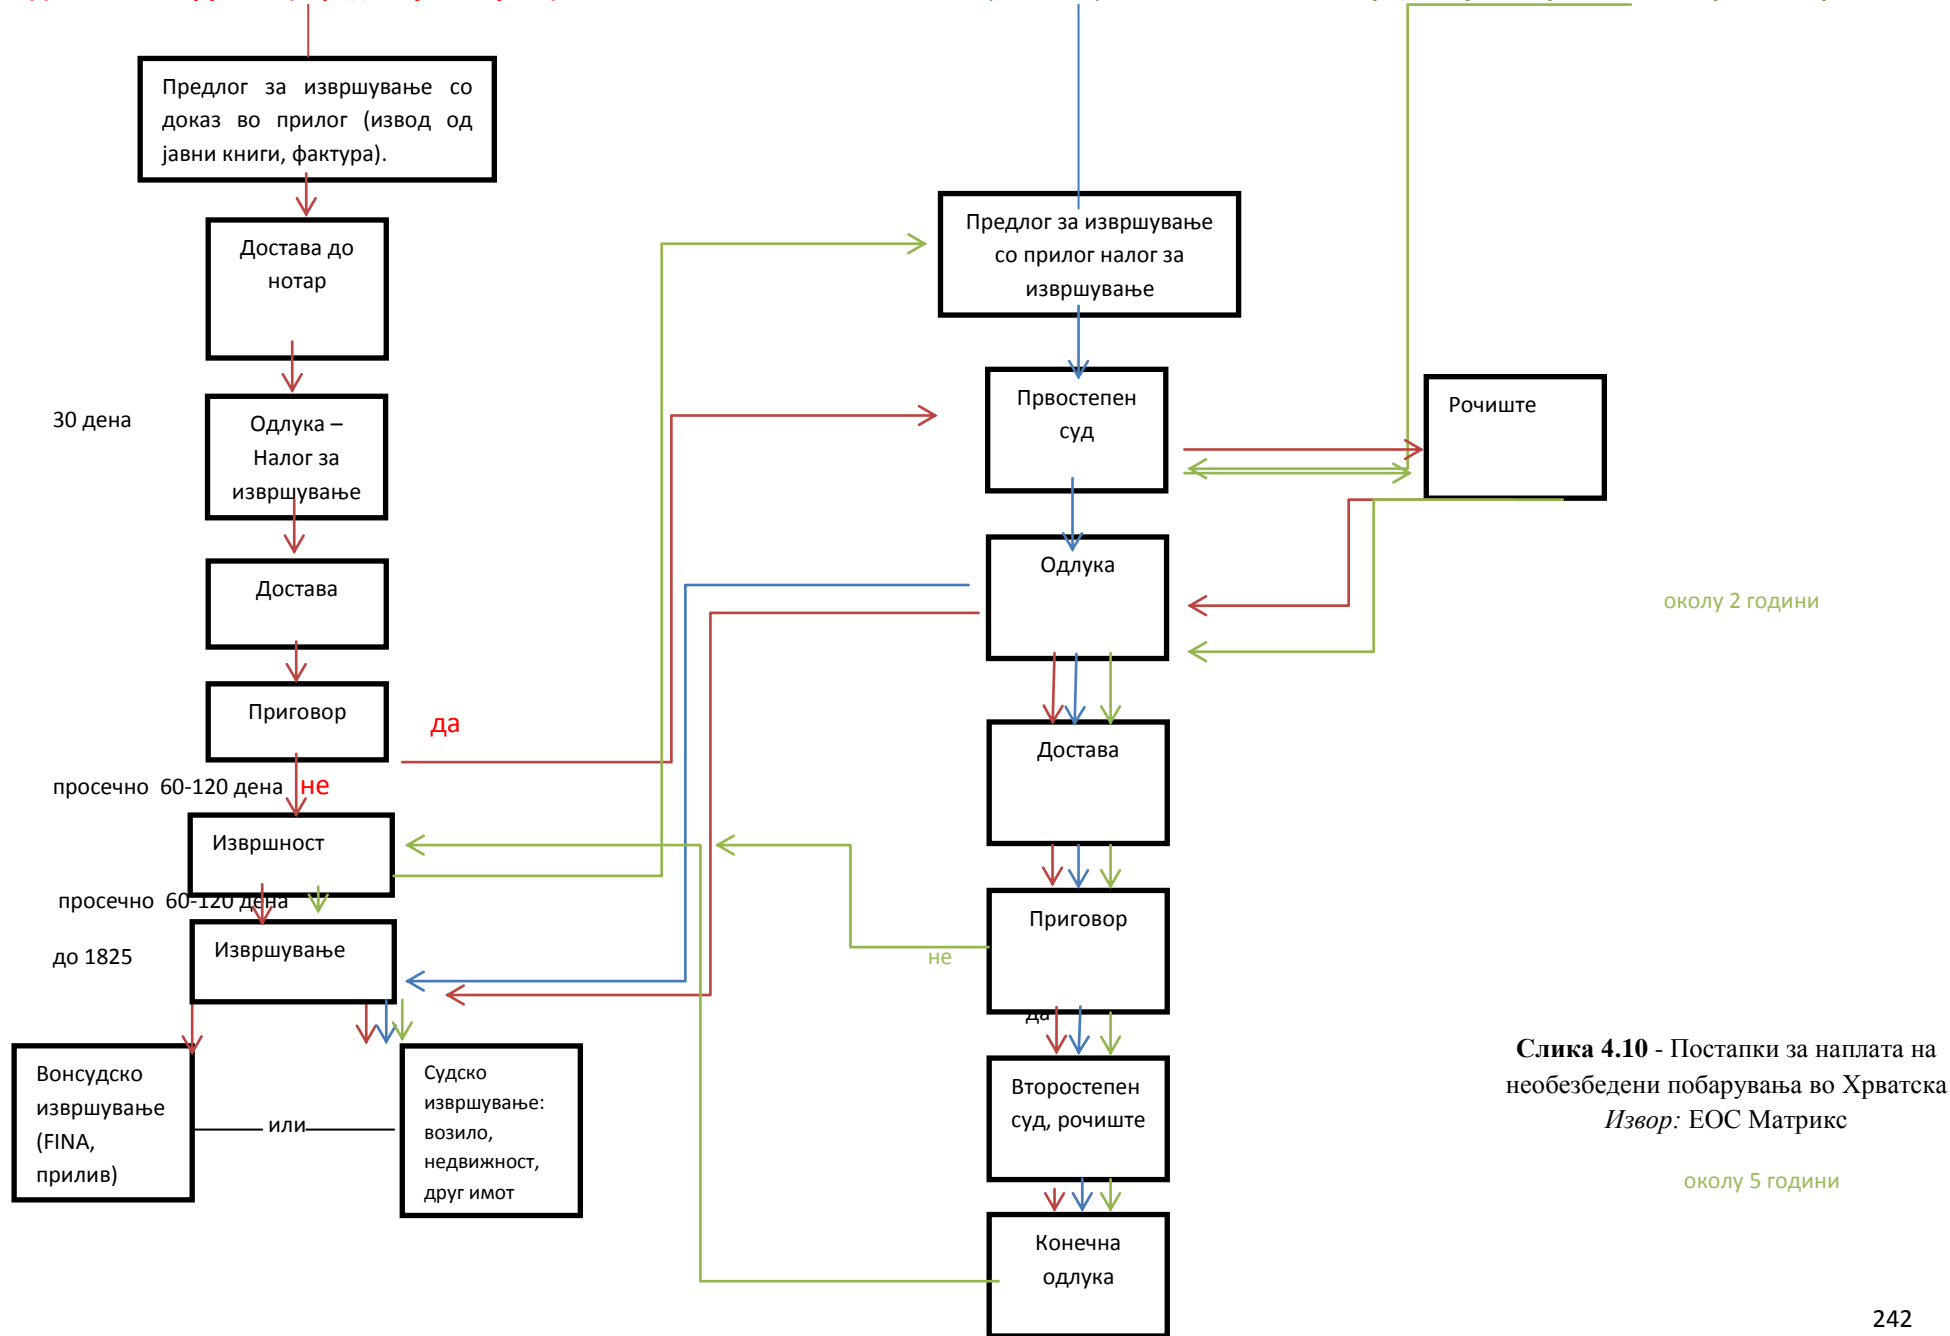 Предлог за извршување со
доказ во прилог (извод од
јавни книги, фактура).
Достава до
нотар
30 дена
Одлука –
Налог за
извршување
Достава
Приговор
да
просечно 60-120 дена
не
Извршност
просечно 60-120 дена
Извршување
до 1825
Вонсудско
извршување
(FINA,
прилив)
или
Судско
извршување:
возило,
недвижност,
друг имот
Предлог за извршување
со прилог налог за
извршување
Првостепен
суд
Рочиште
Одлука
околу 2 години
Достава
Приговор
не
да
Второстепен
суд, рочиште
Конечна
одлука
Слика 4.10 - Постапки за наплата на
необезбедени побарувања во Хрватска
Извор: ЕОС Матрикс
околу 5 години
242